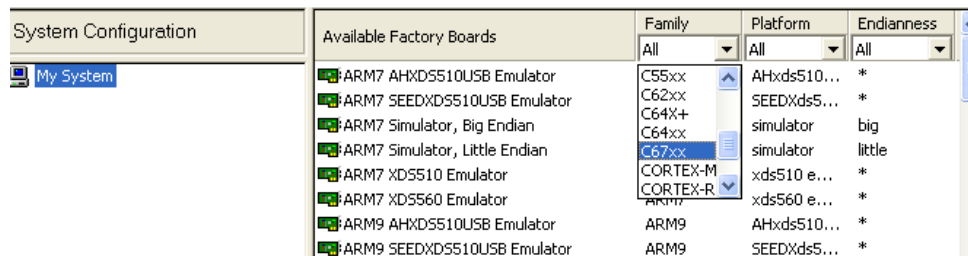 System Configuration
My System
Available Factory Boards Family Platform Endianness
All All All
ARM7 AHXDS510USB Emulator C55xx AHxds510... *
C62xx
ARM7 SEEDXDS510USB Emulator SEEDXds5... *
C64X+
ARM7 Simulator, Big Endian C64xx simulator big
ARM7 Simulator, Little Endian C67xx simulator little
ARM7 XDS510 Emulator CORTEX-M xds510 e... *
CORTEX-R
ARM7 XDS560 Emulator ARM7 xds560 e... *
ARM9 AHXDS510USB Emulator ARM9 AHxds510... *
ARM9 SEEDXDS510USB Emulator ARM9 SEEDXds5... *